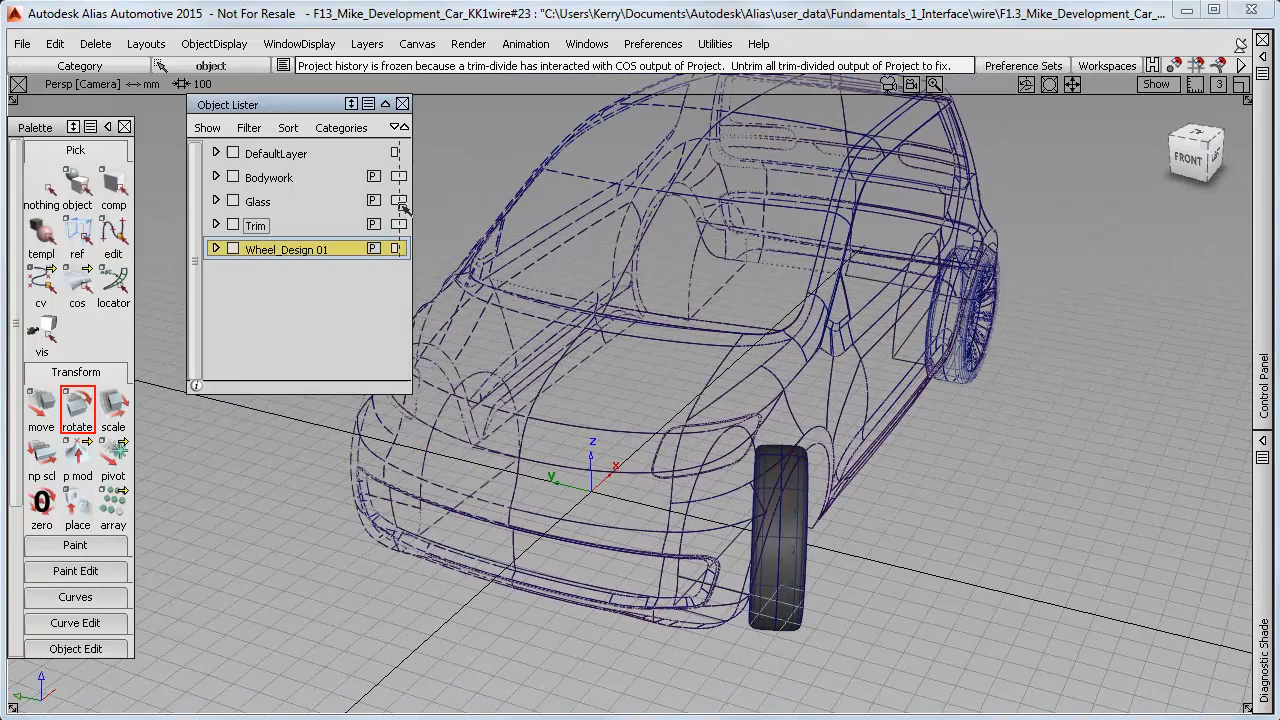 Autodesk Alias Automotive 2015 - Not For Resale - F13_Mike_Development_Car_KK1wire#23 : "C:\Users\Kerry\Documents\Autodesk\Alias\user_data\Fundamentals_1_Interface\wire\F1.3_Mike_Development_Car_...
File Edit Delete Layouts ObjectDisplay WindowDisplay Layers Canvas Render Animation Windows Preferences Utilities Help
Category object Project history is frozen because a trim-divide has interacted with COS output of Project. Untrim all trim-divided output of Project to fix. Preference Sets Workspaces H
Persp [Camera] mm 100 Show 3
Object Lister
Show Filter Sort Categories
DefaultLayer
Bodywork P
Glass P
Trim P
Wheel_Design 01 P
Palette
Pick
nothing object comp
templ ref edit
cv cos locator
vis
Transform
move rotate scale
np scl p mod pivot
zero place array
Paint
Paint Edit
Curves
Curve Edit
Object Edit
FRONT
z
x
y
Control Panel
Diagnostic Shade